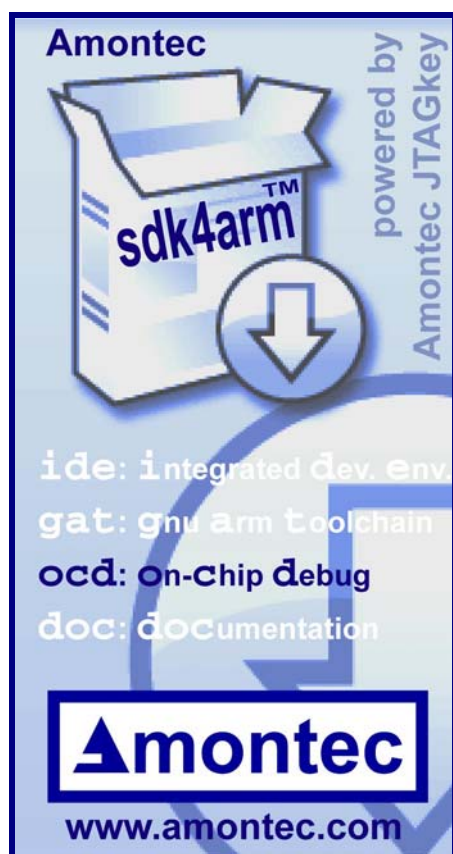 Amontec
powered by
Amontec JTAGkey
sdk4arm™
ide: integrated dev. env.
gat: gnu arm toolchain
ocd: on-chip debug
doc: documentation
Amontec
www.amontec.com